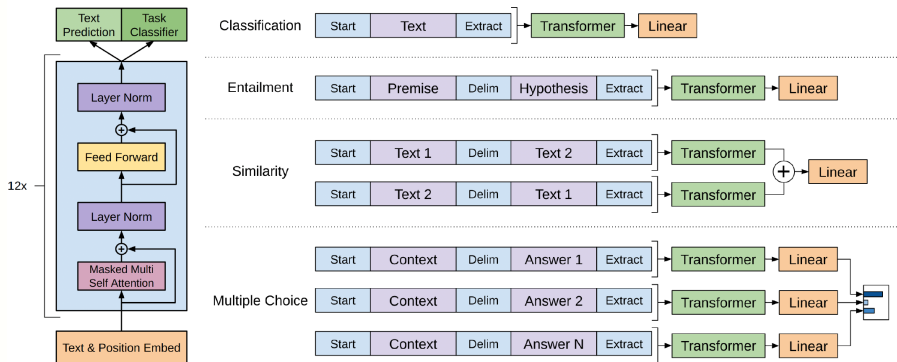 Text
Prediction
Task
Classifier
Layer Norm
Feed Forward
12x
Layer Norm
Masked Multi
Self Attention
Text & Position Embed
Classification
Start Text Extract Transformer Linear
Entailment
Start Premise Delim Hypothesis Extract Transformer Linear
Similarity
Start Text 1 Delim Text 2 Extract Transformer
Start Text 2 Delim Text 1 Extract Transformer
Linear
Multiple Choice
Start Context Delim Answer 1 Extract Transformer Linear
Start Context Delim Answer 2 Extract Transformer Linear
Start Context Delim Answer N Extract Transformer Linear